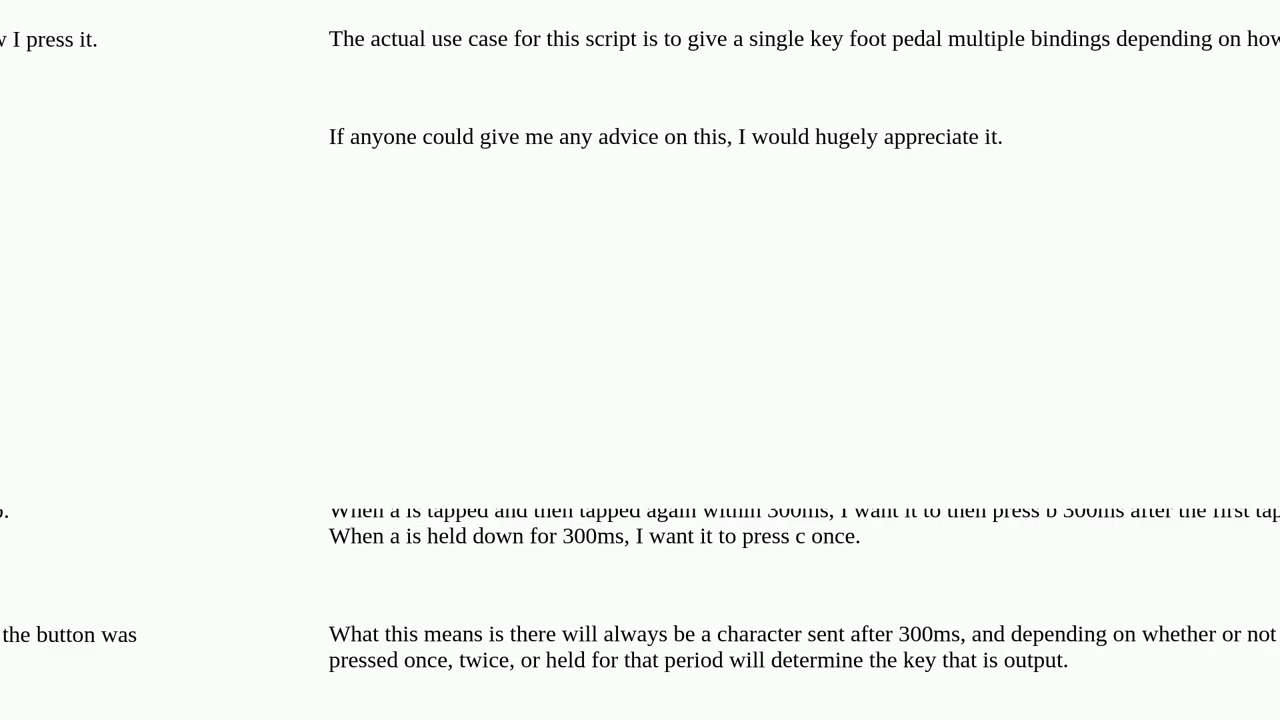 I press it.
The actual use case for this script is to give a single key foot pedal multiple bindings depending on how
If anyone could give me any advice on this, I would hugely appreciate it.
When a is tapped and then tapped again within 300ms, I want it to then press b 300ms after the first tap
When a is held down for 300ms, I want it to press c once.
the button was
What this means is there will always be a character sent after 300ms, and depending on whether or not
pressed once, twice, or held for that period will determine the key that is output.